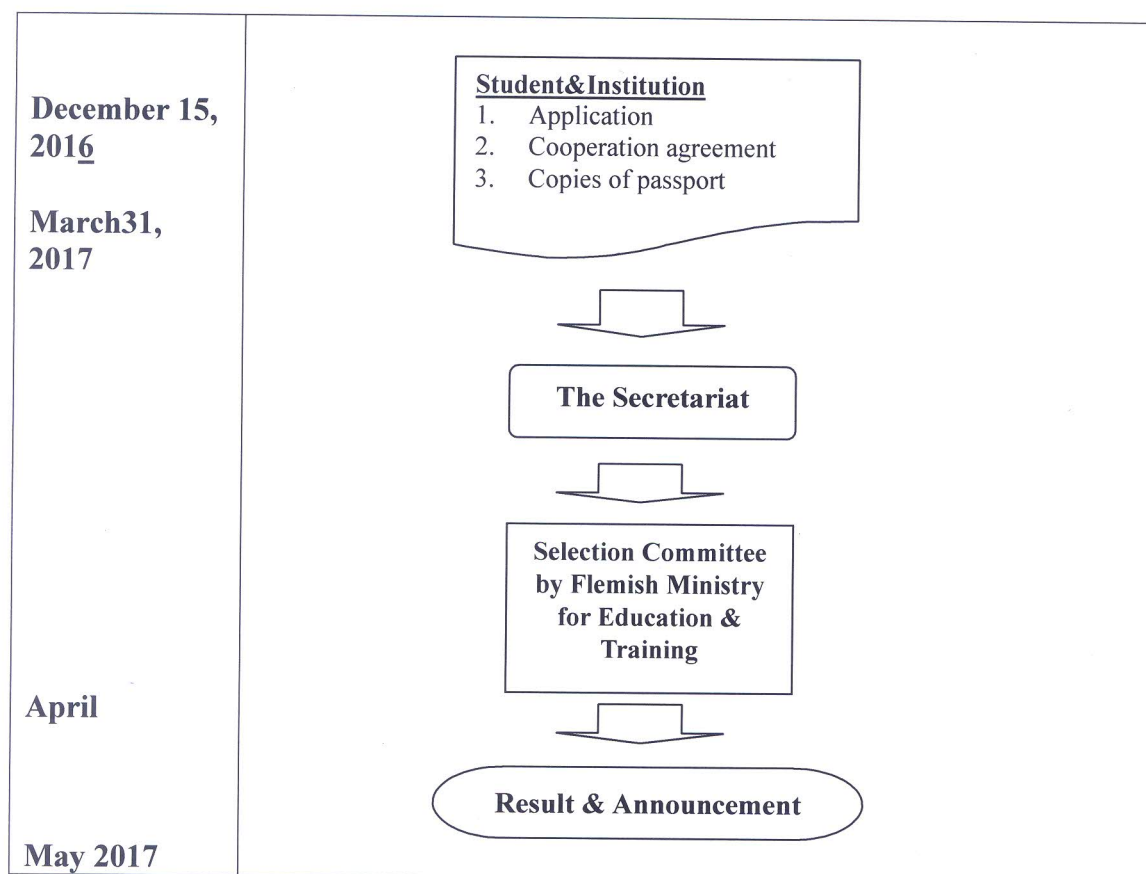 December 15,
2016
March31,
2017
April
May 2017
Student&Institution
1. Application
2. Cooperation agreement
3. Copies of passport
The Secretariat
Selection Committee
by Flemish Ministry
for Education &
Training
Result & Announcement